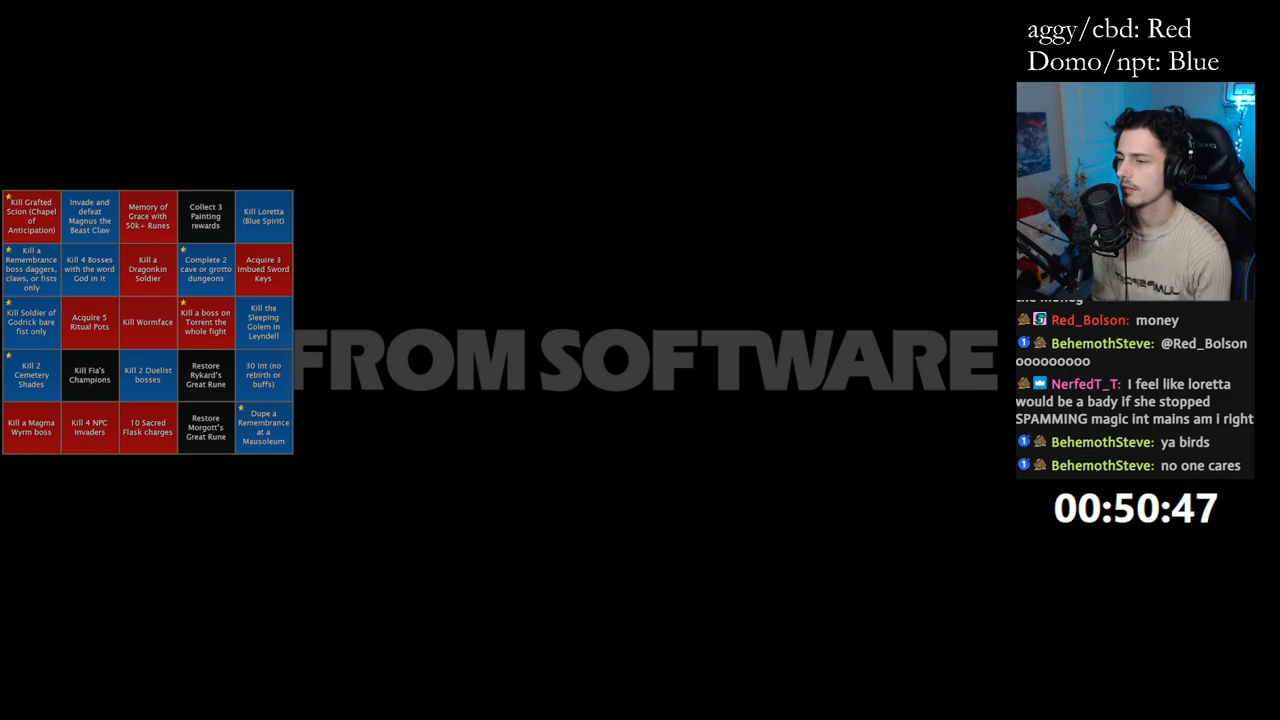 aggy/cbd: Red
Domo/npt: Blue
Kill Grafted
Scion (Chapel
of
Anticipation)
Invade and
defeat
Magnus the
Beast Claw
Memory of
Grace with
50k+ Runes
Collect 3
Painting
rewards
Kill Loretta
(Blue Spirit)
Kill a
Remembrance
boss daggers,
claws, or fists
only
Kill 4 Bosses
with the word
God in it
Kill a
Dragonkin
Soldier
Complete 2
cave or grotto
dungeons
Acquire 3
Imbued Sword
Keys
Kill Soldier of
Godrick bare
fist only
Acquire 5
Ritual Pots
Kill Wormface
Kill a boss on
Torrent the
whole fight
Kill the
Sleeping
Golem in
Leyndell
Kill 2
Cemetery
Shades
Kill Fia's
Champions
Kill 2 Duelist
bosses
Restore
Rykard's
Great Rune
30 Int (no
rebirth or
buffs)
Kill a Magma
Wyrm boss
Kill 4 NPC
Invaders
10 Sacred
Flask charges
Restore
Morgott's
Great Rune
Dupe a
Remembrance
at a
Mausoleum
FROM SOFTWARE
the money
Red_Bolson: money
BehemothSteve: @Red_Bolson
ooooooooo
NerfedT_T: I feel like loretta
would be a bady if she stopped
SPAMMING magic int mains am i right
BehemothSteve: ya birds
BehemothSteve: no one cares
00:50:47